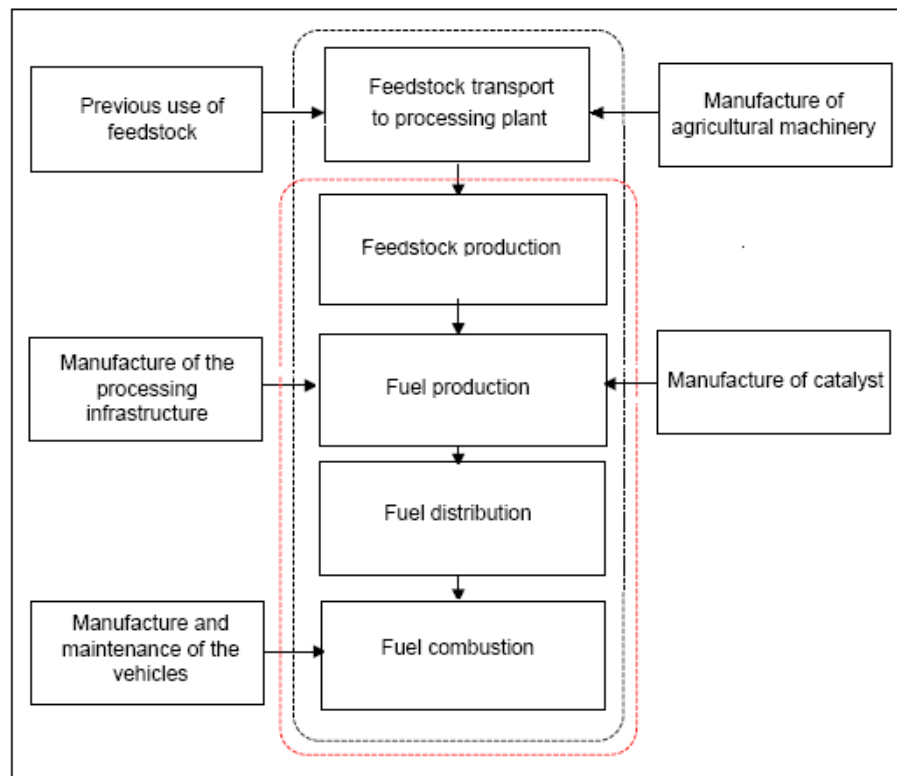 Previous use of
feedstock
Feedstock transport
to processing plant
Manufacture of
agricultural machinery
Feedstock production
Manufacture of the
processing
infrastructure
Fuel production
Manufacture of catalyst
Fuel distribution
Manufacture and
maintenance of the
vehicles
Fuel combustion